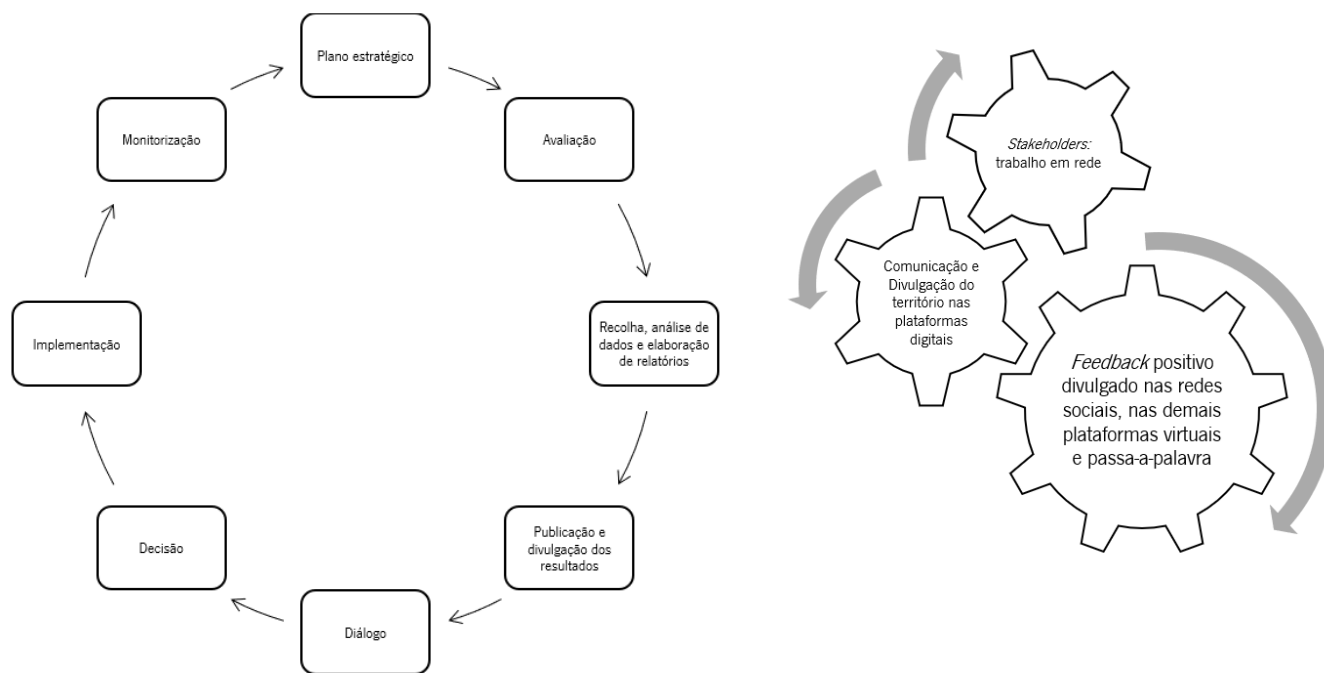 Plano estratégico
Avaliação
Recolha, análise de
dados e elaboração
de relatórios
Publicação e
divulgação dos
resultados
Diálogo
Decisão
Implementação
Monitorização
Stakeholders:
trabalho em rede
Comunicação e
Divulgação do
território nas
plataformas
digitais
Feedback positivo
divulgado nas redes
sociais, nas demais
plataformas virtuais
e passa-a-palavra